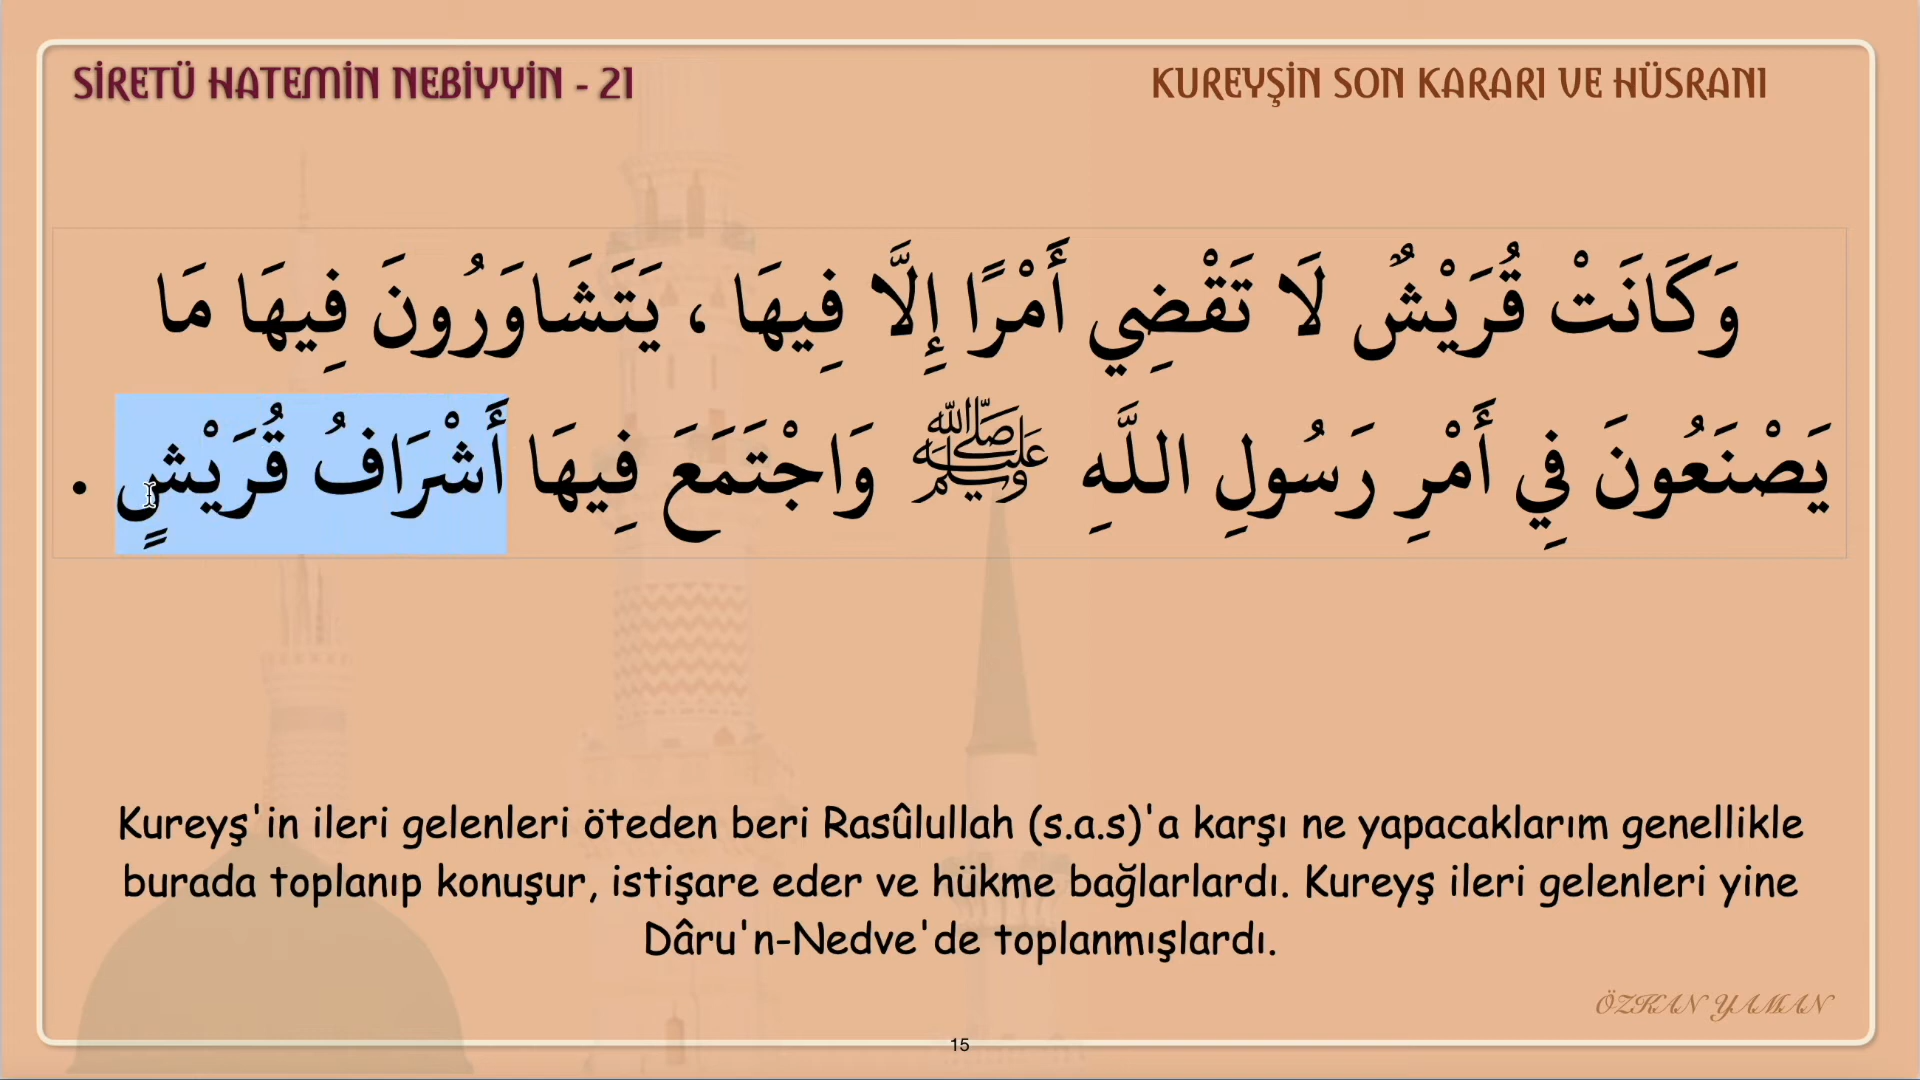 SİRETÜ HATEMİN NEBİYYİN - 21
KUREYŞİN SON KARARI VE HÜSRANI
وَكَانَتْ قُرَيْشٌ لَا تَقْضِي أَمْرًا إِلَّا فِيهَا ، يَتَشَاوَرُونَ فِيهَا مَا
يَصْنَعُونَ فِي أَمْرِ رَسُولِ اللَّهِ ﷺ وَاجْتَمَعَ فِيهَا أَشْرَافُ قُرَيْشٍ .
Kureyş'in ileri gelenleri öteden beri Rasûlullah (s.a.s)'a karşı ne yapacaklarım genellikle
burada toplanıp konuşur, istişare eder ve hükme bağlarlardı. Kureyş ileri gelenleri yine
Dâru'n-Nedve'de toplanmışlardı.
ÖZKAN YAMAN
15